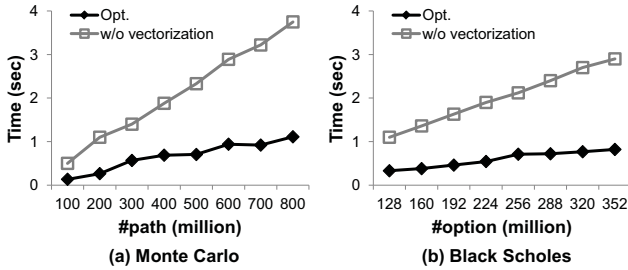 Opt.
w/o vectorization
4
3
2
1
0
Time (sec)
100 200 300 400 500 600 700 800
#path (million)
(a) Monte Carlo
Opt.
w/o vectorization
4
3
2
1
0
Time (sec)
128 160 192 224 256 288 320 352
#option (million)
(b) Black Scholes